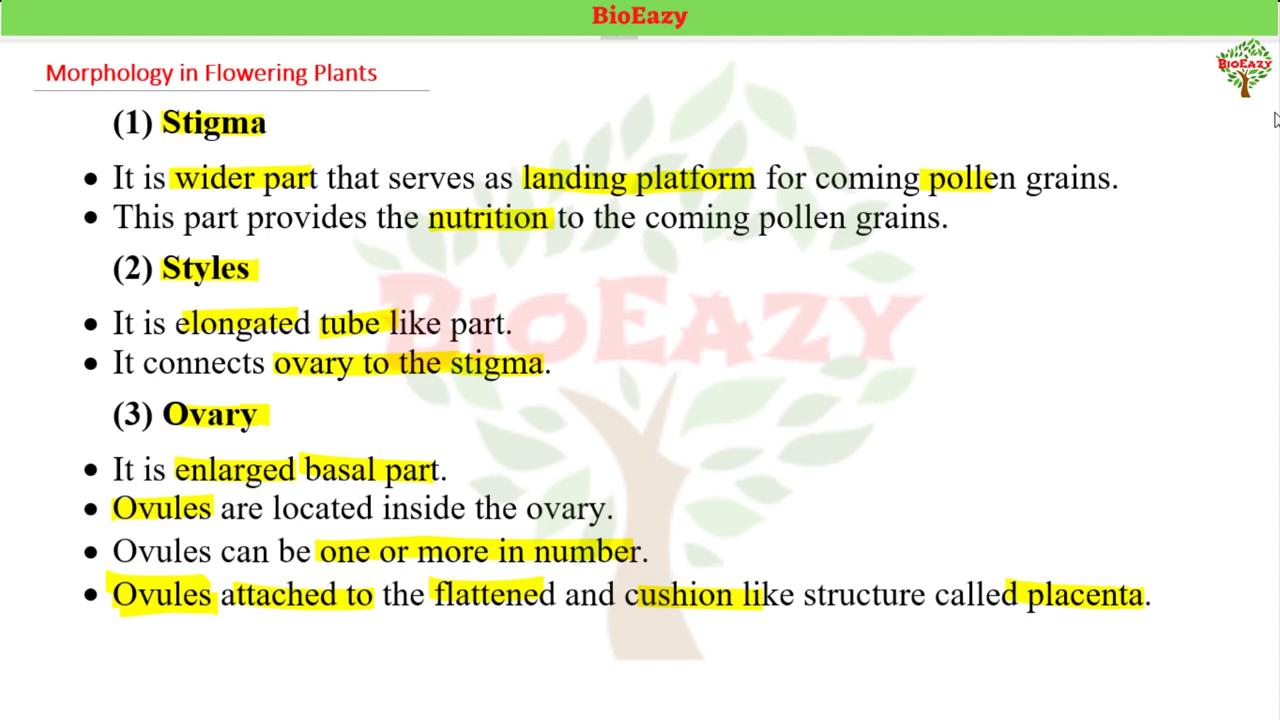 BioEazy
Morphology in Flowering Plants
BIOEAZY
(1) Stigma
• It is wider part that serves as landing platform for coming pollen grains.
• This part provides the nutrition to the coming pollen grains.
(2) Styles
• It is elongated tube like part.
• It connects ovary to the stigma.
(3) Ovary
• It is enlarged basal part.
• Ovules are located inside the ovary.
• Ovules can be one or more in number.
• Ovules attached to the flattened and cushion like structure called placenta.
BIOEAZY